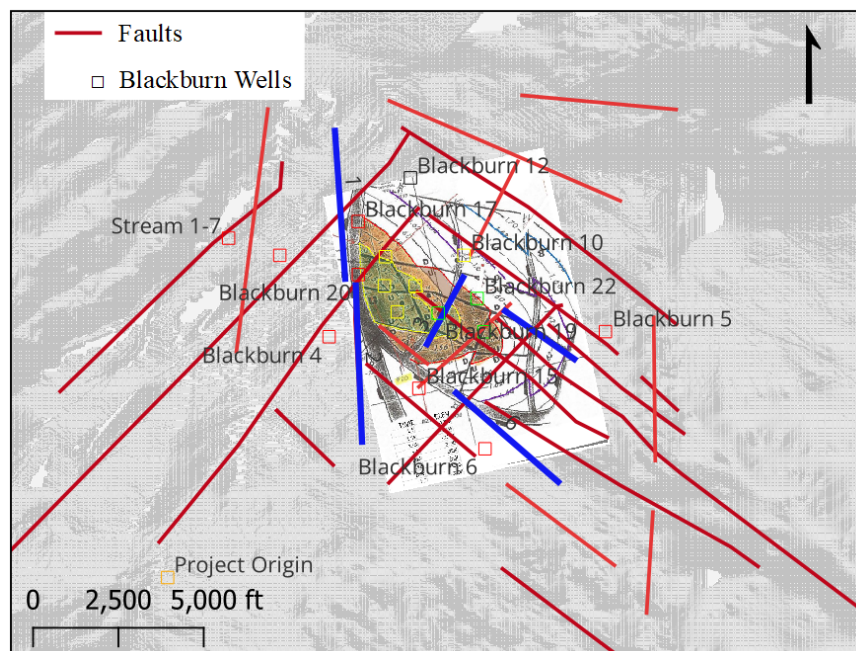 Faults
Blackburn Wells
Blackburn 12
Blackburn 17
Stream 1-7
Blackburn 10
Blackburn 20
Blackburn 22
Blackburn 19
Blackburn 5
Blackburn 4
Blackburn 15
Blackburn 6
Project Origin
0 2,500 5,000 ft